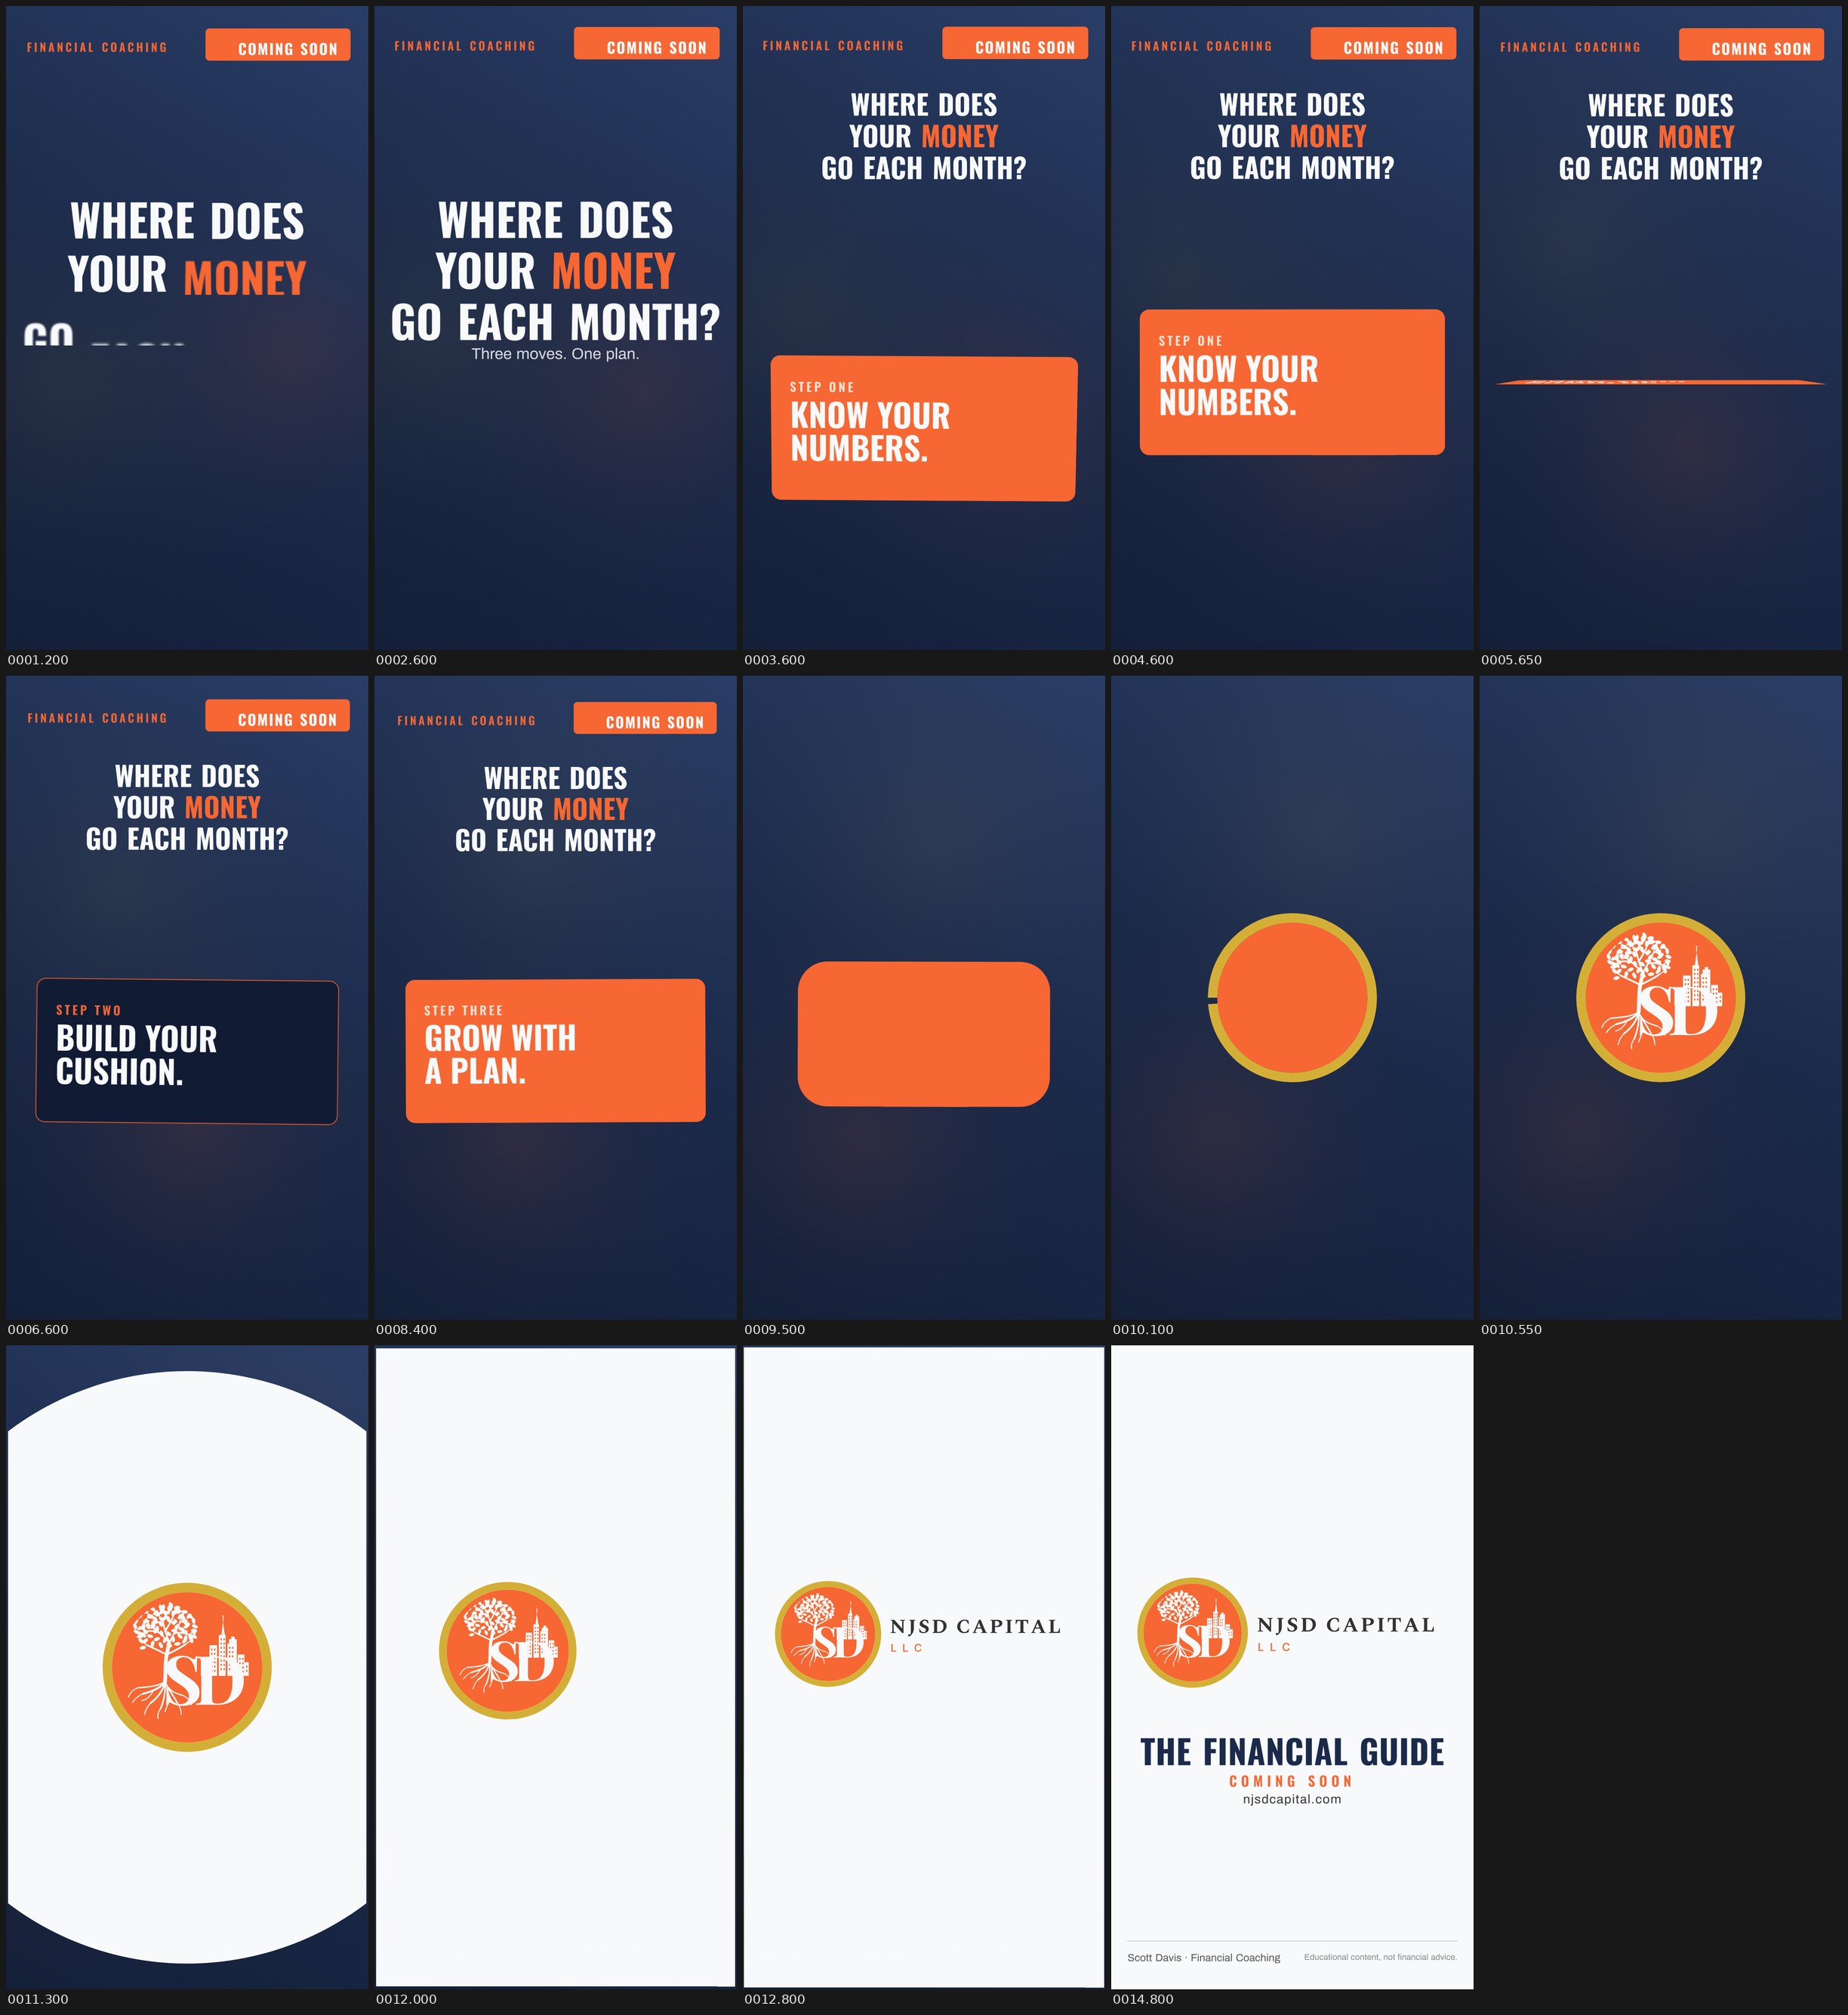 FINANCIAL COACHING COMING SOON
WHERE DOES
YOUR MONEY
GO
0001.200
FINANCIAL COACHING COMING SOON
WHERE DOES
YOUR MONEY
GO EACH MONTH?
Three moves. One plan.
0002.600
FINANCIAL COACHING COMING SOON
WHERE DOES
YOUR MONEY
GO EACH MONTH?
STEP ONE
KNOW YOUR
NUMBERS.
0003.600
FINANCIAL COACHING COMING SOON
WHERE DOES
YOUR MONEY
GO EACH MONTH?
STEP ONE
KNOW YOUR
NUMBERS.
0004.600
FINANCIAL COACHING COMING SOON
WHERE DOES
YOUR MONEY
GO EACH MONTH?
0005.650
FINANCIAL COACHING COMING SOON
WHERE DOES
YOUR MONEY
GO EACH MONTH?
STEP TWO
BUILD YOUR
CUSHION.
0006.600
FINANCIAL COACHING COMING SOON
WHERE DOES
YOUR MONEY
GO EACH MONTH?
STEP THREE
GROW WITH
A PLAN.
0008.400
0009.500
0010.100
SD
0010.550
SD
0011.300
SD
0012.000
SD
NJSD CAPITAL
LLC
0012.800
SD
NJSD CAPITAL
LLC
THE FINANCIAL GUIDE
COMING SOON
njsdcapital.com
Scott Davis · Financial Coaching Educational content, not financial advice.
0014.800